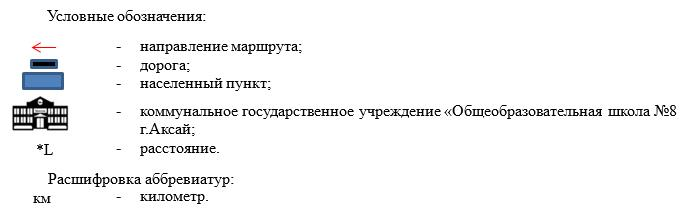 Условные обозначения:
- направление маршрута;
- дорога;
- населенный пункт;
- коммунальное государственное учреждение «Общеобразовательная школа №8
г.Аксай;
*L - расстояние.
Расшифровка аббревиатур:
км - километр.